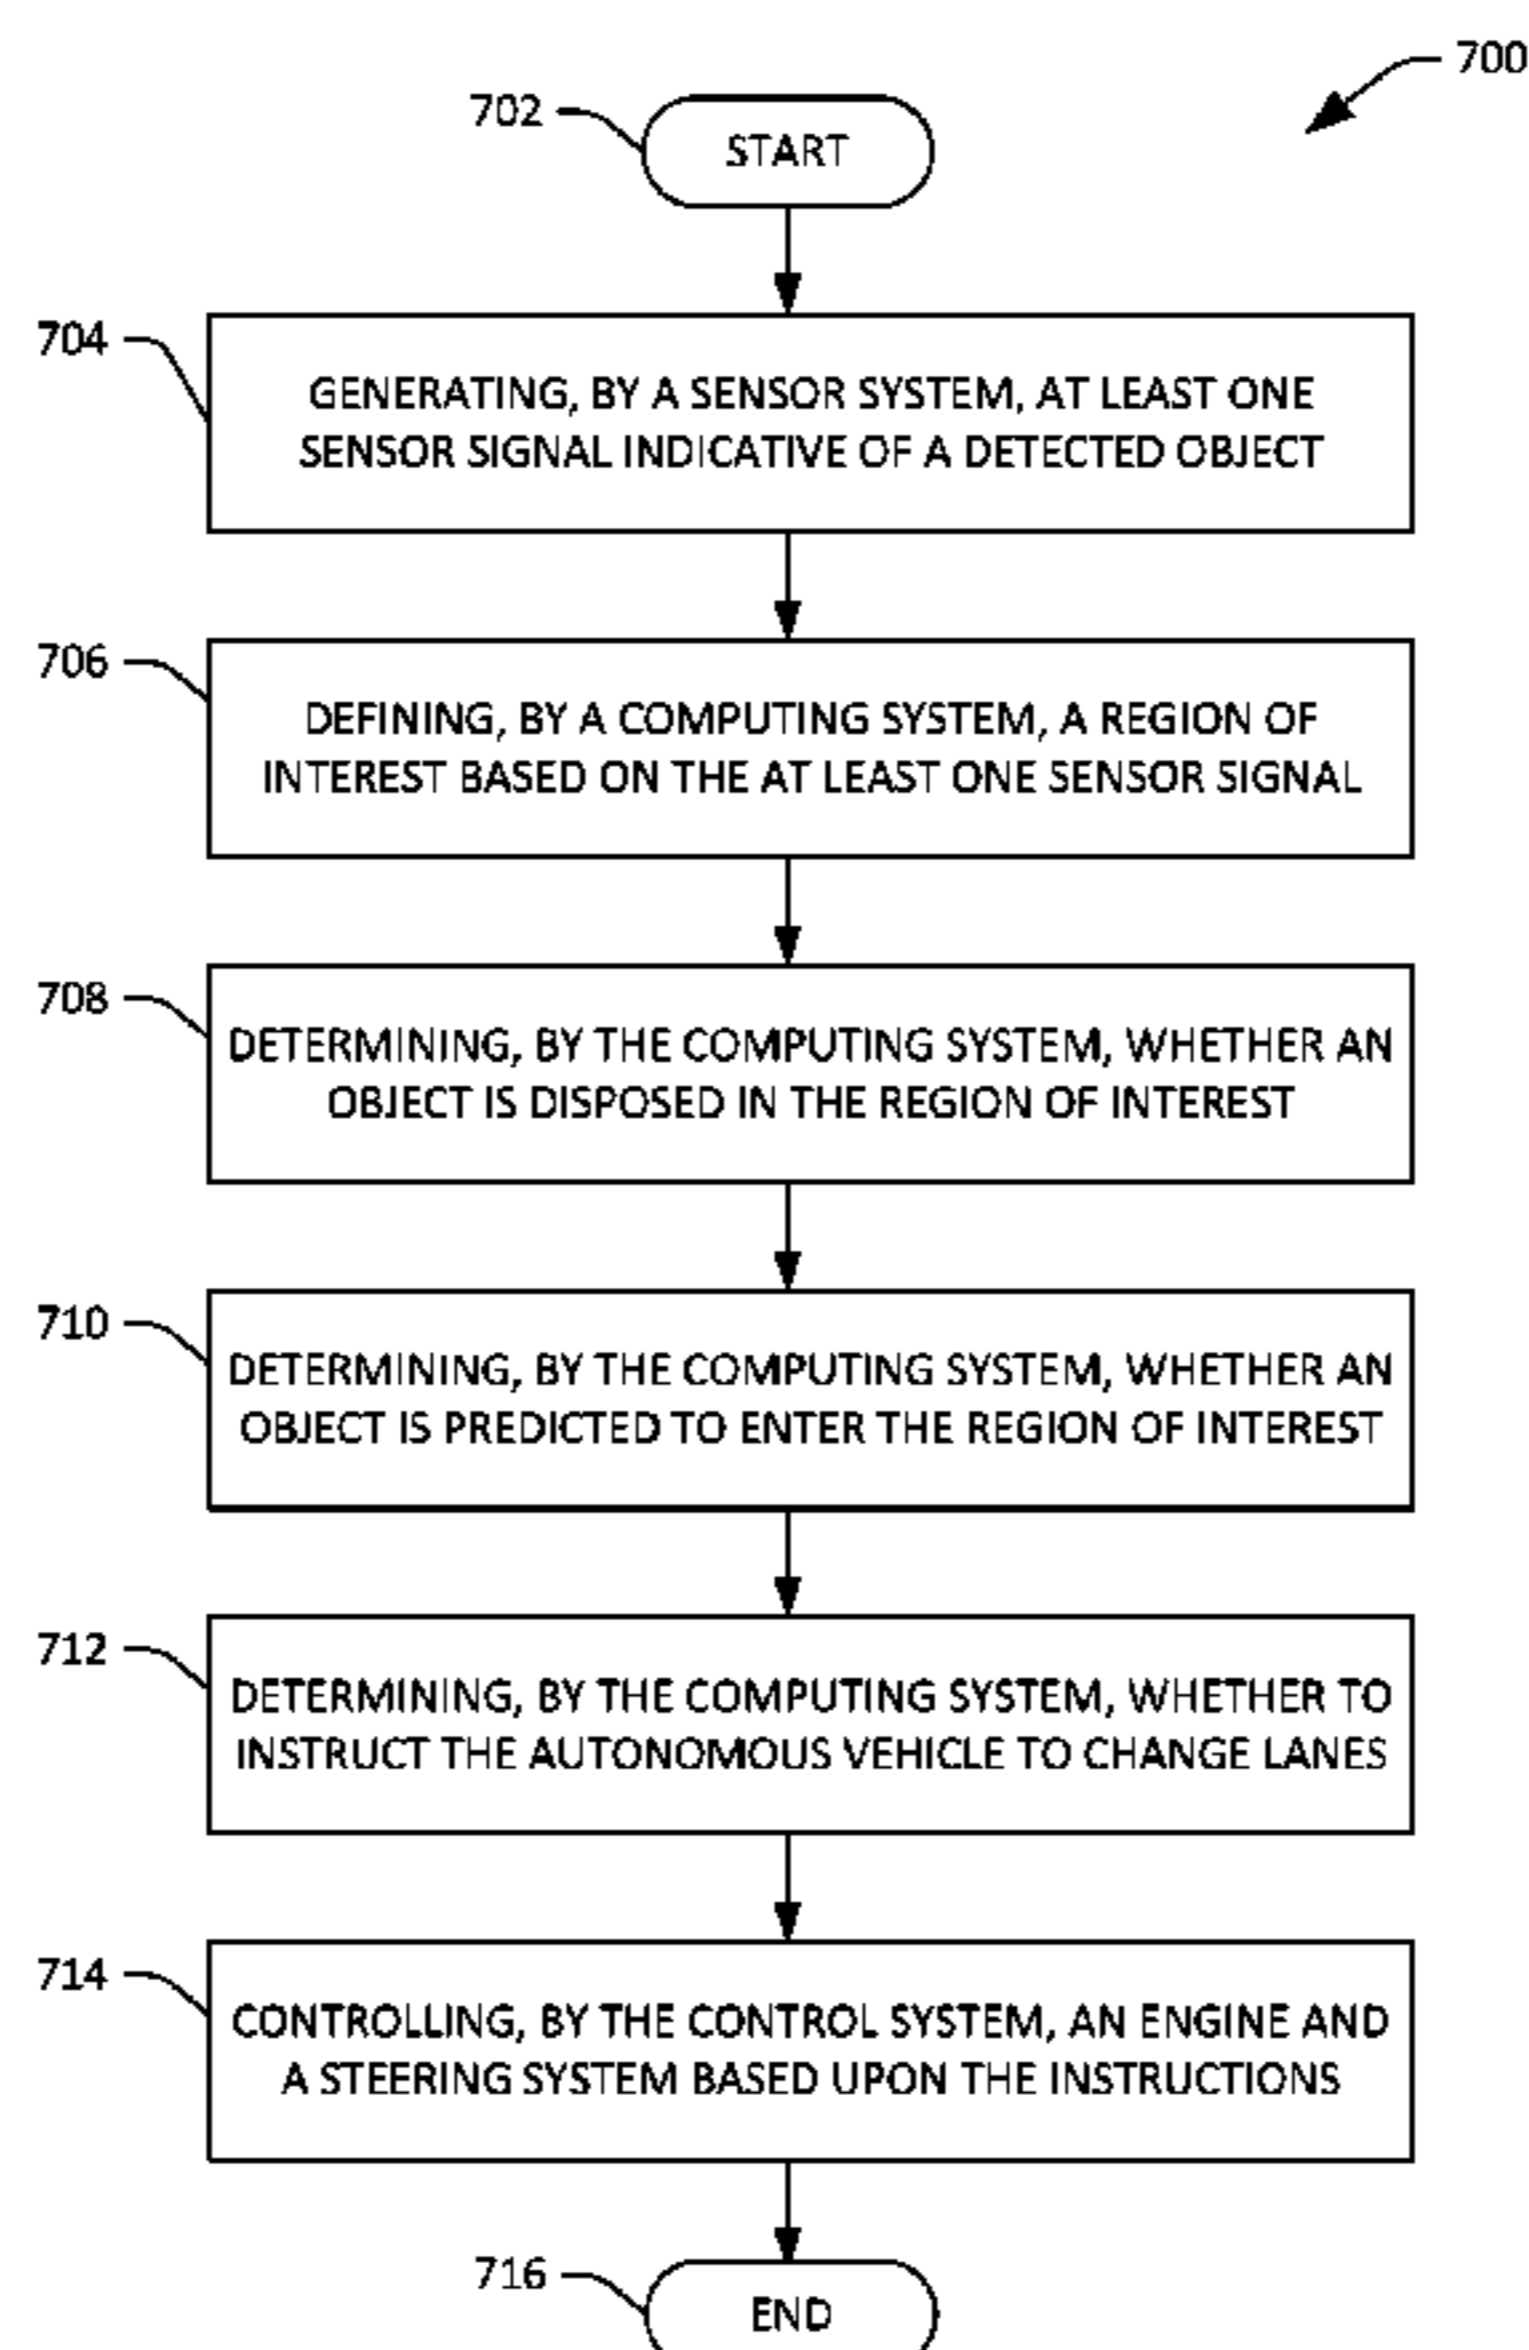 700
702
START
704
GENERATING, BY A SENSOR SYSTEM, AT LEAST ONE
SENSOR SIGNAL INDICATIVE OF A DETECTED OBJECT
706
DEFINING, BY A COMPUTING SYSTEM, A REGION OF
INTEREST BASED ON THE AT LEAST ONE SENSOR SIGNAL
708
DETERMINING, BY THE COMPUTING SYSTEM, WHETHER AN
OBJECT IS DISPOSED IN THE REGION OF INTEREST
710
DETERMINING, BY THE COMPUTING SYSTEM, WHETHER AN
OBJECT IS PREDICTED TO ENTER THE REGION OF INTEREST
712
DETERMINING, BY THE COMPUTING SYSTEM, WHETHER TO
INSTRUCT THE AUTONOMOUS VEHICLE TO CHANGE LANES
714
CONTROLLING, BY THE CONTROL SYSTEM, AN ENGINE AND
A STEERING SYSTEM BASED UPON THE INSTRUCTIONS
716
END